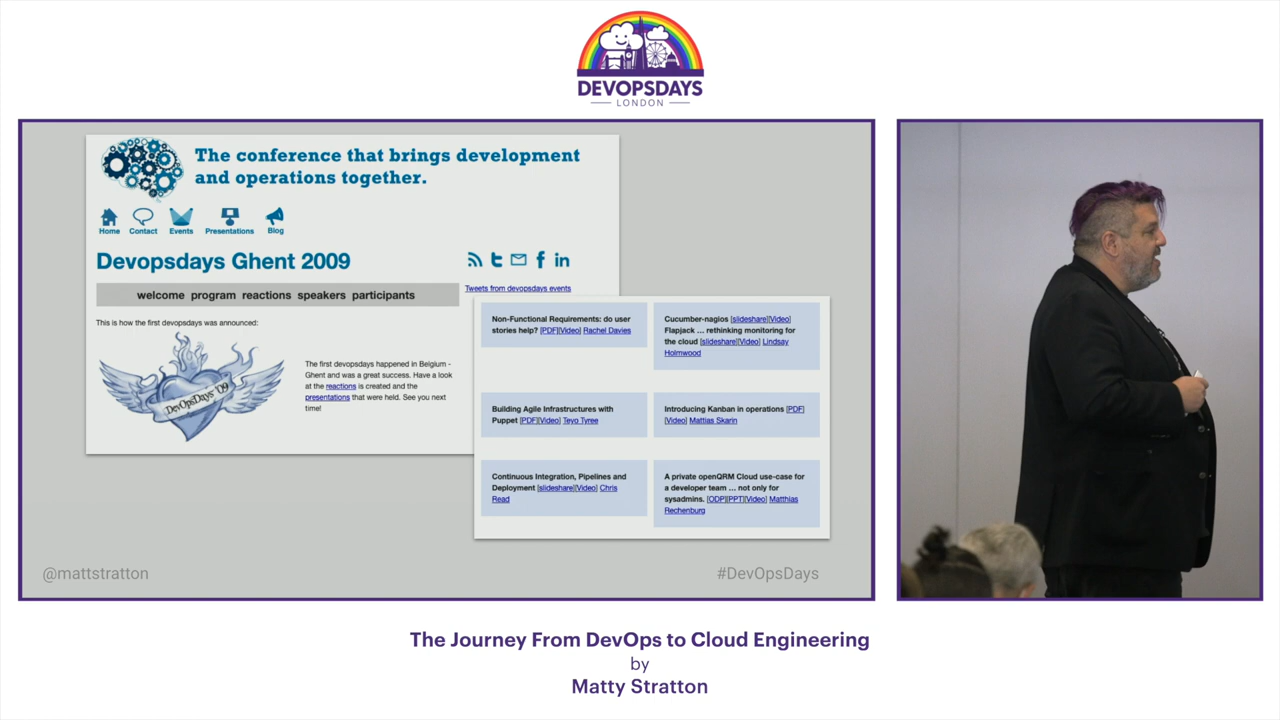 DEVOPSDAYS
LONDON
The conference that brings development
and operations together.
Home Contact Events Presentations Blog
Devopsdays Ghent 2009
welcome program reactions speakers participants
Tweets from devopsdays events
This is how the first devopsdays was announced:
DevOpsDays '09
The first devopsdays happened in Belgium -
Ghent and was a great success. Have a look
at the reactions is created and the
presentations that were held. See you next
time!
Non-Functional Requirements: do user
stories help? [PDF][Video] Rachel Davies
Cucumber-nagios [slideshare][Video]
Flapjack ... rethinking monitoring for
the cloud [slideshare][Video] Lindsay
Holmwood
Building Agile Infrastructures with
Puppet [PDF][Video] Teyo Tyree
Introducing Kanban in operations [PDF]
[Video] Mattias Skarin
Continuous Integration, Pipelines and
Deployment [slideshare][Video] Chris
Read
A private openQRM Cloud use-case for
a developer team ... not only for
sysadmins. [ODP][PPT][Video] Matthias
Rechenburg
@mattstratton
#DevOpsDays
The Journey From DevOps to Cloud Engineering
by
Matty Stratton